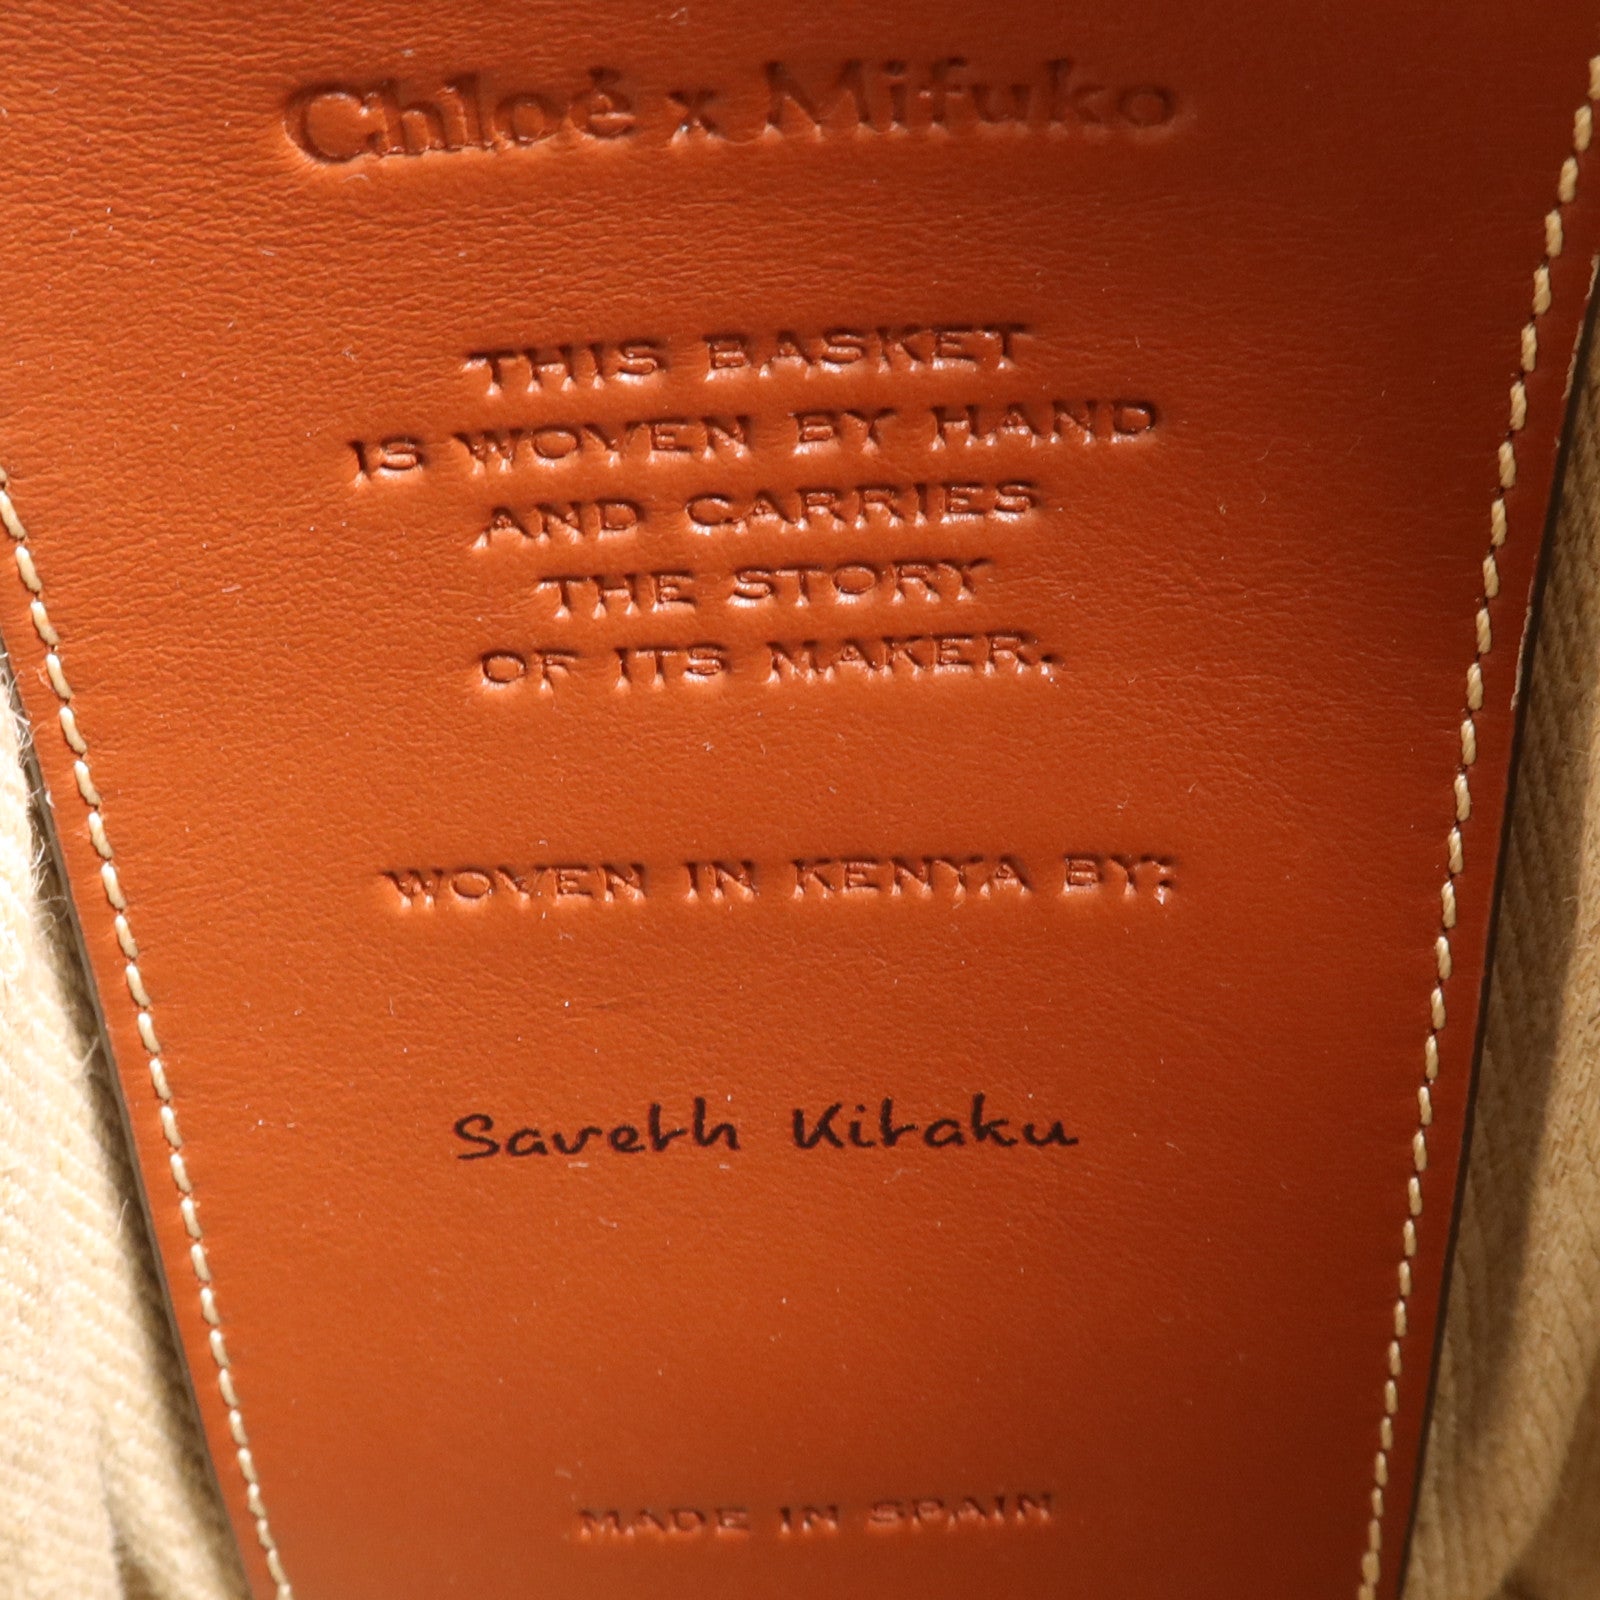 Chloé x Mifuko
THIS BASKET
IS WOVEN BY HAND
AND CARRIES
THE STORY
OF ITS MAKER.
WOVEN IN KENYA BY:
Saveth Kitaku
MADE IN SPAIN